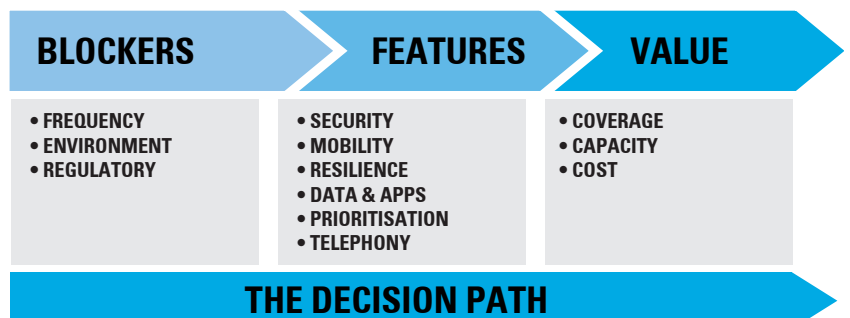 BLOCKERS
FEATURES
VALUE
• FREQUENCY
• ENVIRONMENT
• REGULATORY
• SECURITY
• MOBILITY
• RESILIENCE
• DATA & APPS
• PRIORITISATION
• TELEPHONY
• COVERAGE
• CAPACITY
• COST
THE DECISION PATH